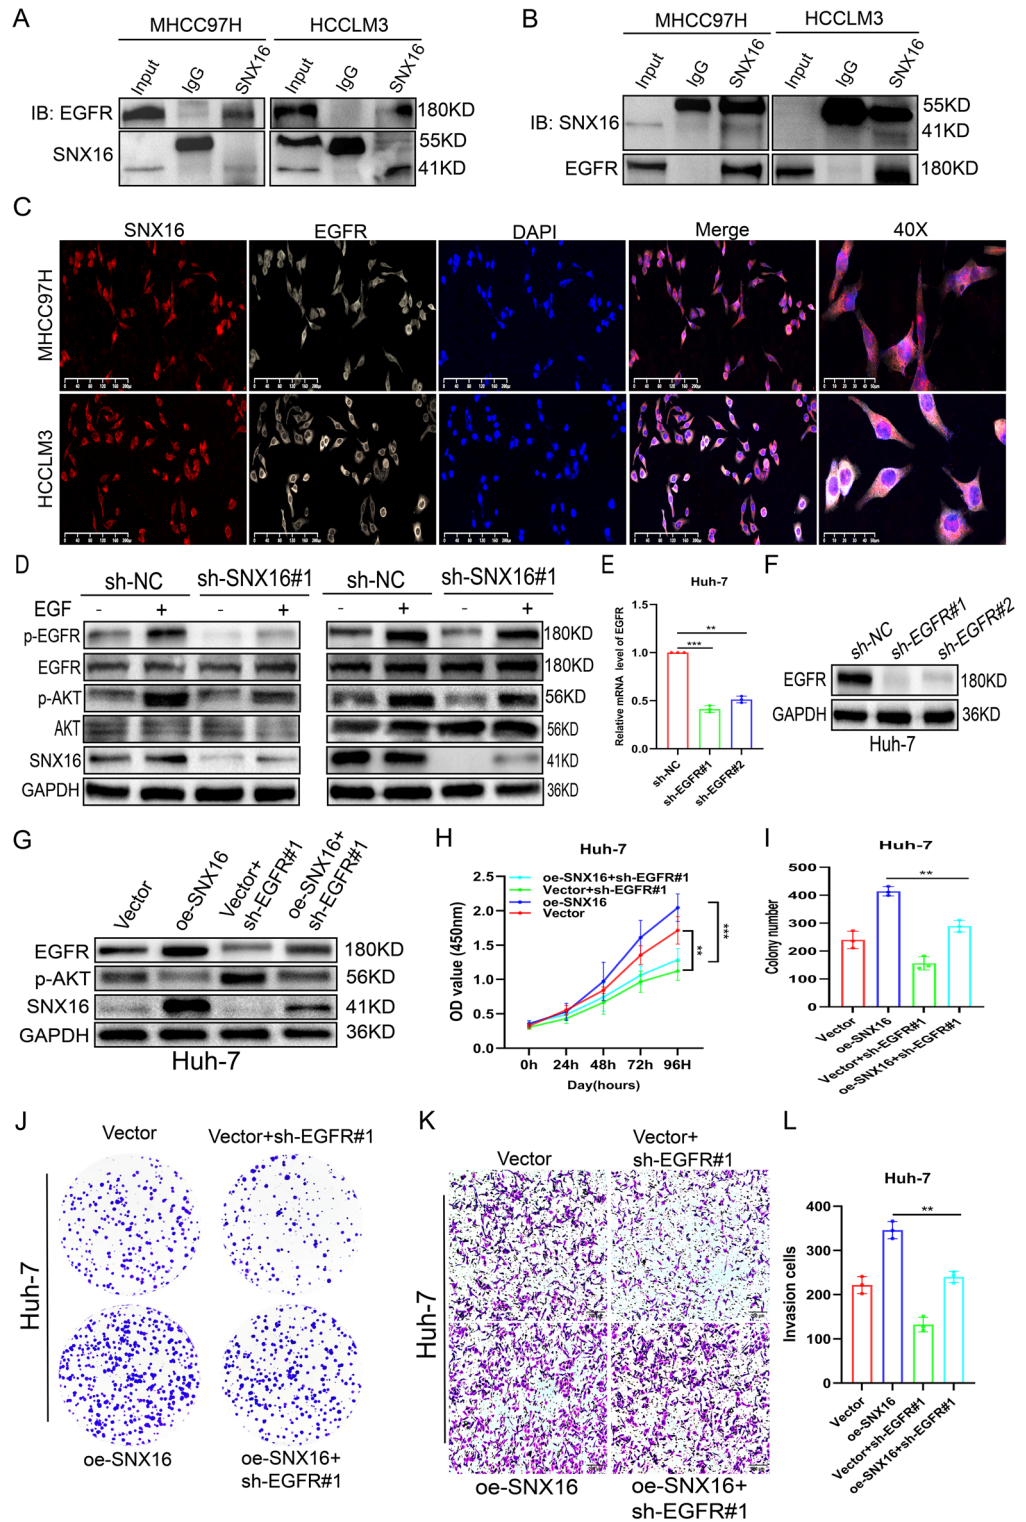 A
MHCC97H
HCCLM3
Input
IgG
SNX16
Input
IgG
SNX16
IB: EGFR
180KD
SNX16
55KD
41KD
B
MHCC97H
HCCLM3
Input
IgG
SNX16
Input
IgG
SNX16
IB: SNX16
55KD
41KD
EGFR
180KD
C
SNX16
EGFR
DAPI
Merge
40X
MHCC97H
HCCLM3
D
sh-NC
sh-SNX16#1
sh-NC
sh-SNX16#1
EGF
-
+
-
+
-
+
-
+
p-EGFR
180KD
EGFR
180KD
p-AKT
56KD
AKT
56KD
SNX16
41KD
GAPDH
36KD
E
Huh-7
Relative mRNA level of EGFR
1.5
1.0
0.5
0.0
**
***
sh-NC
sh-EGFR#1
sh-EGFR#2
F
sh-NC
sh-EGFR#1
sh-EGFR#2
EGFR
180KD
GAPDH
36KD
Huh-7
G
Vector
oe-SNX16
Vector+
sh-EGFR#1
oe-SNX16+
sh-EGFR#1
EGFR
180KD
p-AKT
56KD
SNX16
41KD
GAPDH
36KD
Huh-7
H
Huh-7
oe-SNX16+sh-EGFR#1
Vector+sh-EGFR#1
oe-SNX16
Vector
OD value (450nm)
2.5
2.0
1.5
1.0
0.5
0.0
**
***
0h
24h
48h
72h
96H
Day(hours)
I
Huh-7
Colony number
500
400
300
200
100
0
**
Vector
oe-SNX16
Vector+sh-EGFR#1
oe-SNX16+sh-EGFR#1
J
Vector
Vector+sh-EGFR#1
Huh-7
oe-SNX16
oe-SNX16+
sh-EGFR#1
K
Vector
Vector+
sh-EGFR#1
Huh-7
oe-SNX16
oe-SNX16+
sh-EGFR#1
L
Huh-7
Invasion cells
400
300
200
100
0
**
Vector
oe-SNX16
Vector+sh-EGFR#1
oe-SNX16+sh-EGFR#1